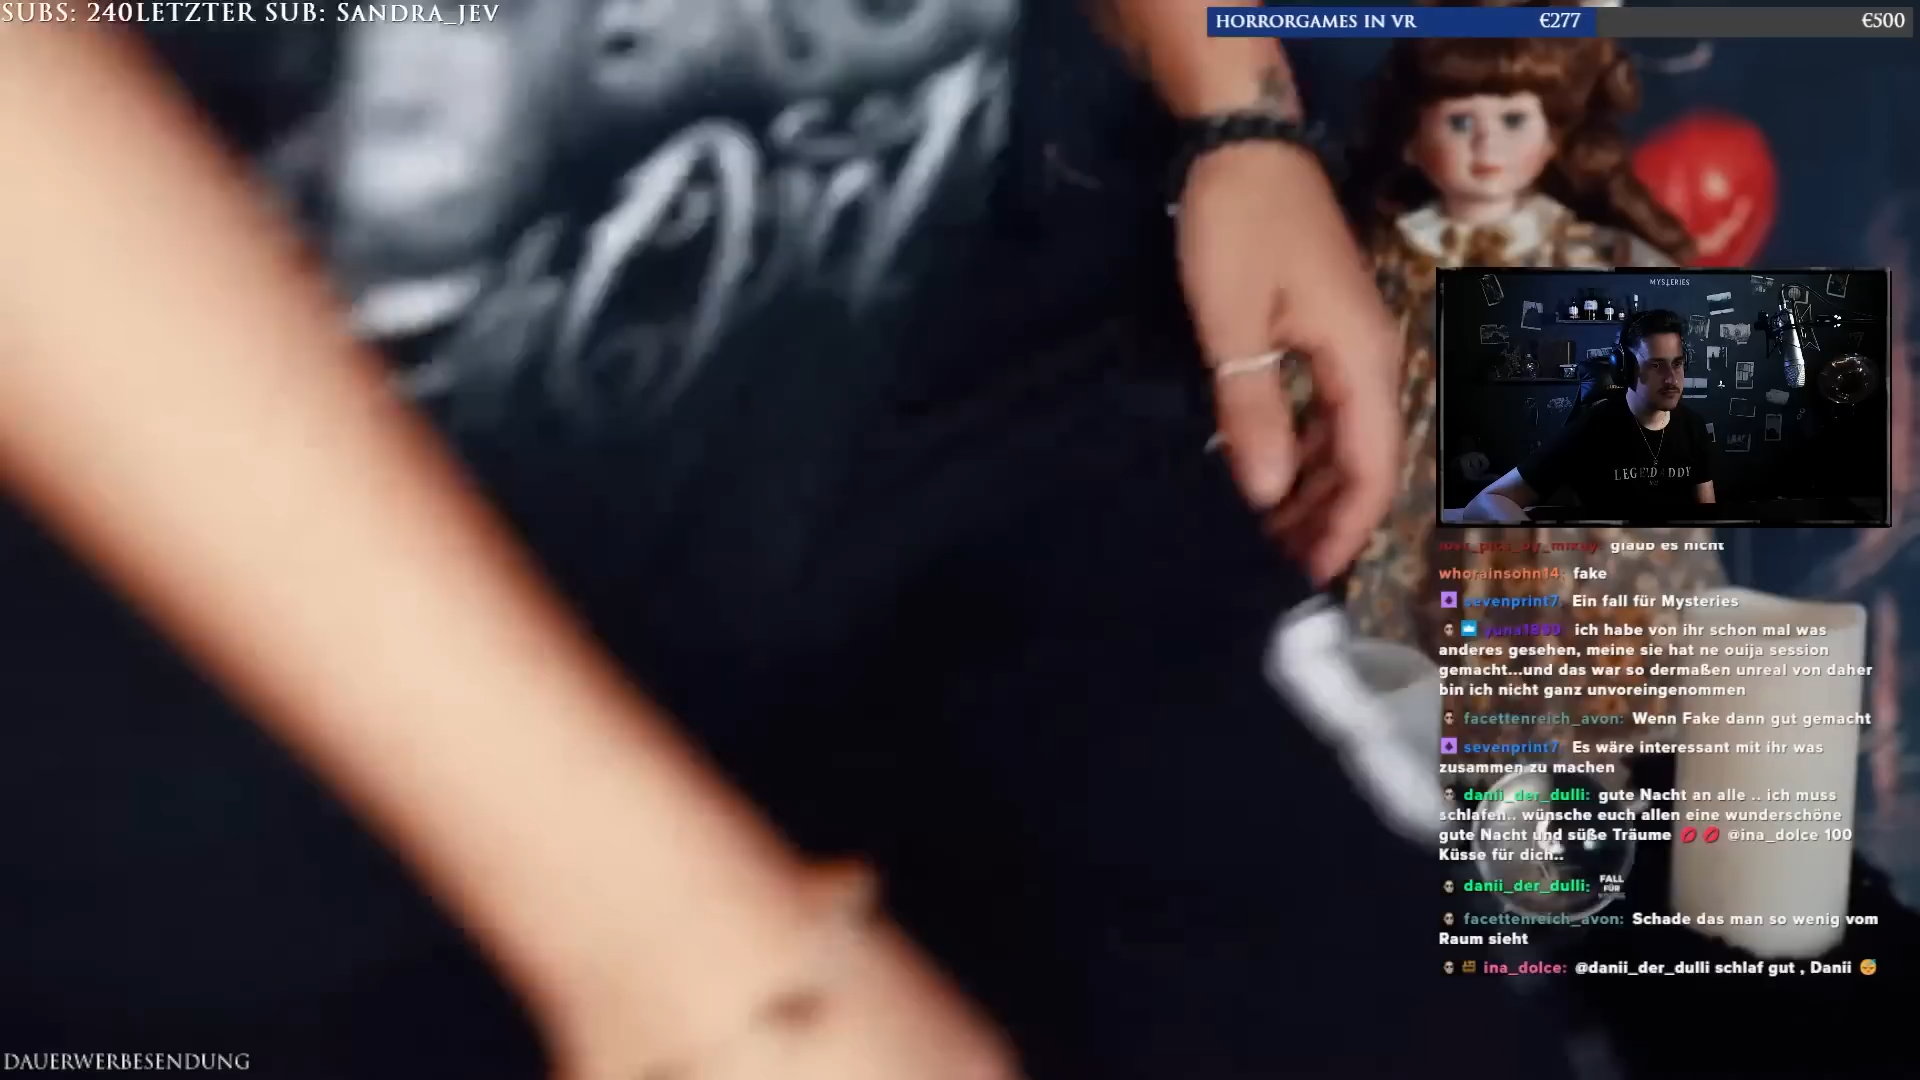 SUBS: 240LETZTER SUB: SANDRA_JEV
HORRORGAMES IN VR €277 €500
MYSTERIES
glaub es nicht
whorainsohn14: fake
sevenprint7 Ein fall für Mysteries
yuna1860 ich habe von ihr schon mal was
anderes gesehen, meine sie hat ne ouija session
gemacht...und das war so dermaßen unreal von daher
bin ich nicht ganz unvoreingenommen
facettenreich_avon: Wenn Fake dann gut gemacht
sevenprint7 Es wäre interessant mit ihr was
zusammen zu machen
danii_der_dulli: gute Nacht an alle .. ich muss
schlafen.. wünsche euch allen eine wunderschöne
gute Nacht und süße Träume 💋 💋 @ina_dolce 100
Küsse für dich..
danii_der_dulli: FALL FÜR
facettenreich_avon: Schade das man so wenig vom
Raum sieht
ina_dolce: @danii_der_dulli schlaf gut , Danii 😴
DAUERWERBESENDUNG